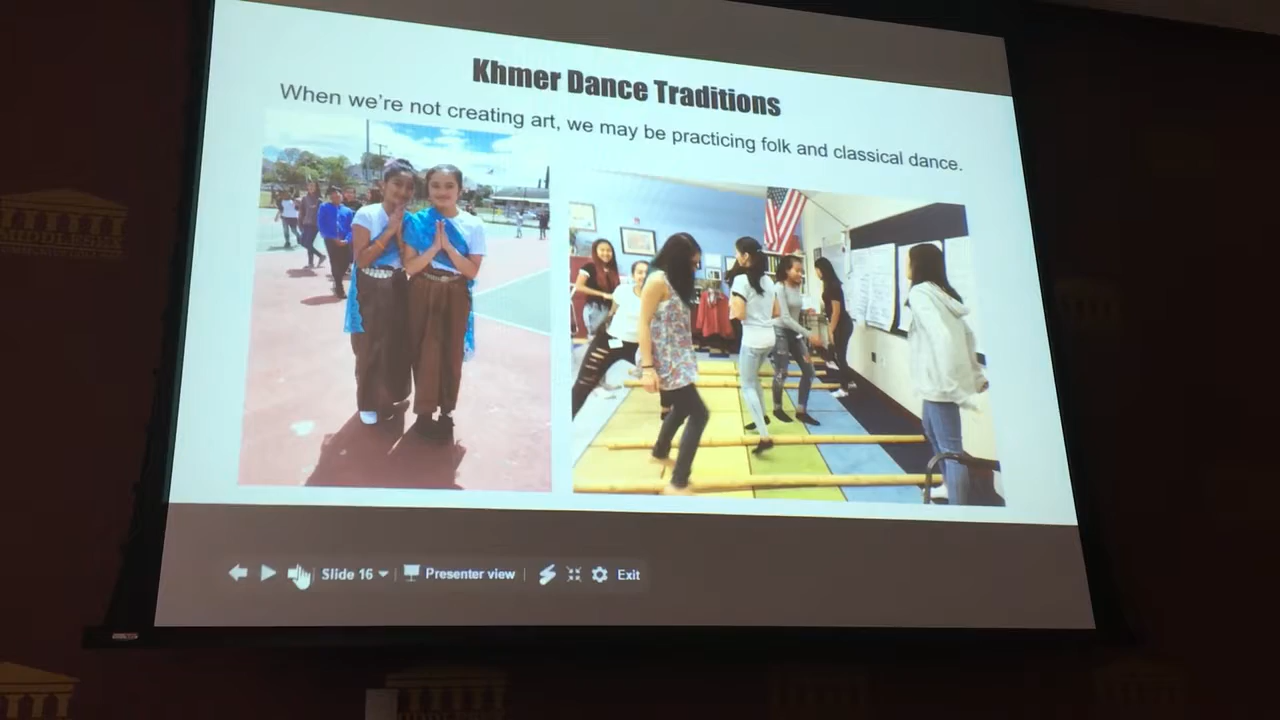 Khmer Dance Traditions
When we're not creating art, we may be practicing folk and classical dance.
Slide 16
Presenter view
Exit